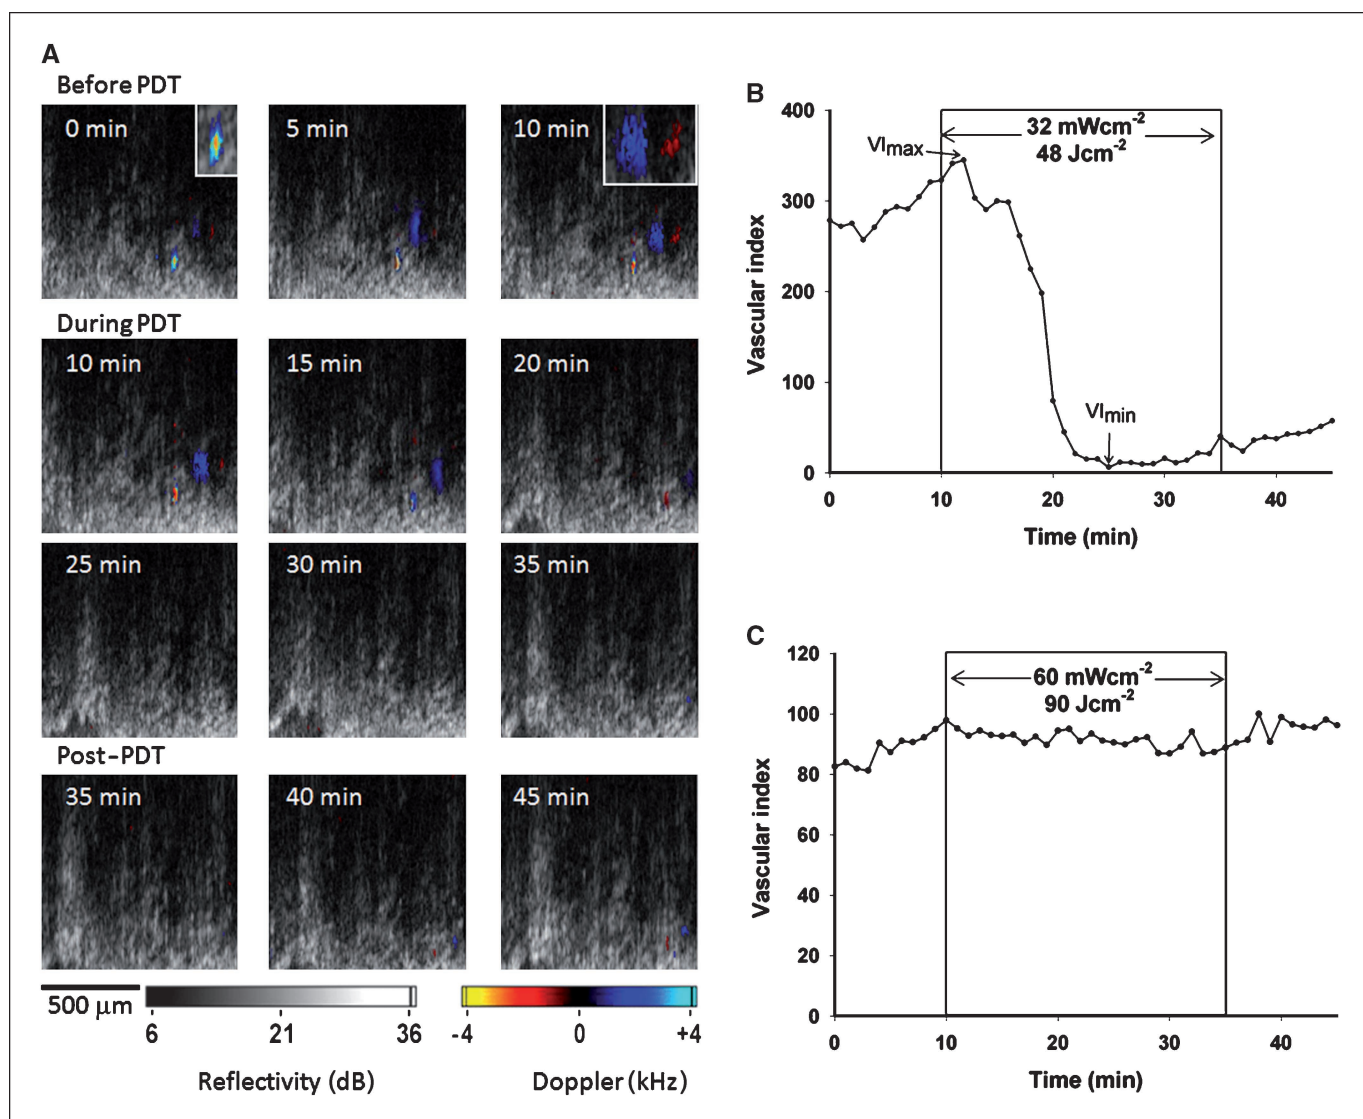 A
Before PDT
0 min
5 min
10 min
During PDT
10 min
15 min
20 min
25 min
30 min
35 min
Post-PDT
35 min
40 min
45 min
500 µm
6 21 36
Reflectivity (dB)
-4 0 +4
Doppler (kHz)
B
400
300
200
100
0
Vascular index
32 mWcm-2
48 Jcm-2
VImax
VImin
0 10 20 30 40
Time (min)
C
120
100
80
60
40
20
0
Vascular index
60 mWcm-2
90 Jcm-2
0 10 20 30 40
Time (min)